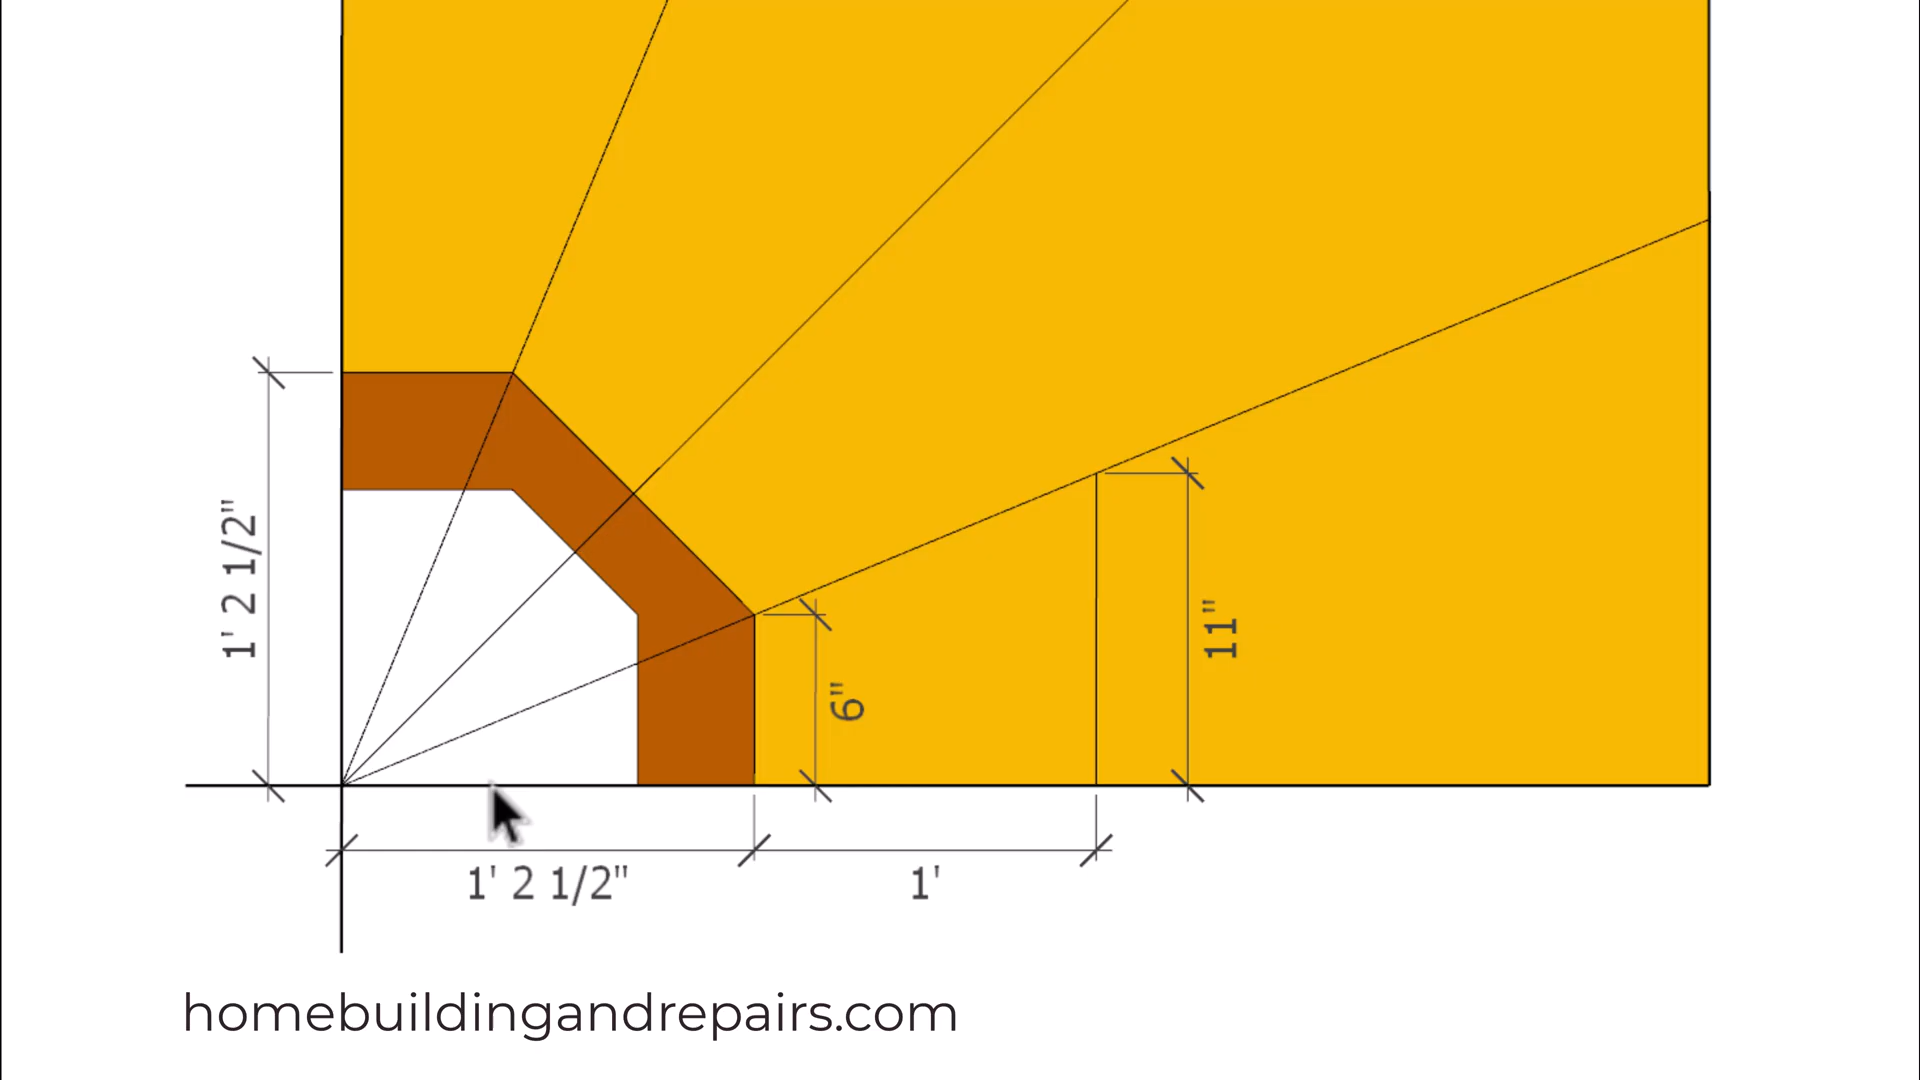 1' 2 1/2"
6"
11"
1' 2 1/2"
1'
homebuildingandrepairs.com